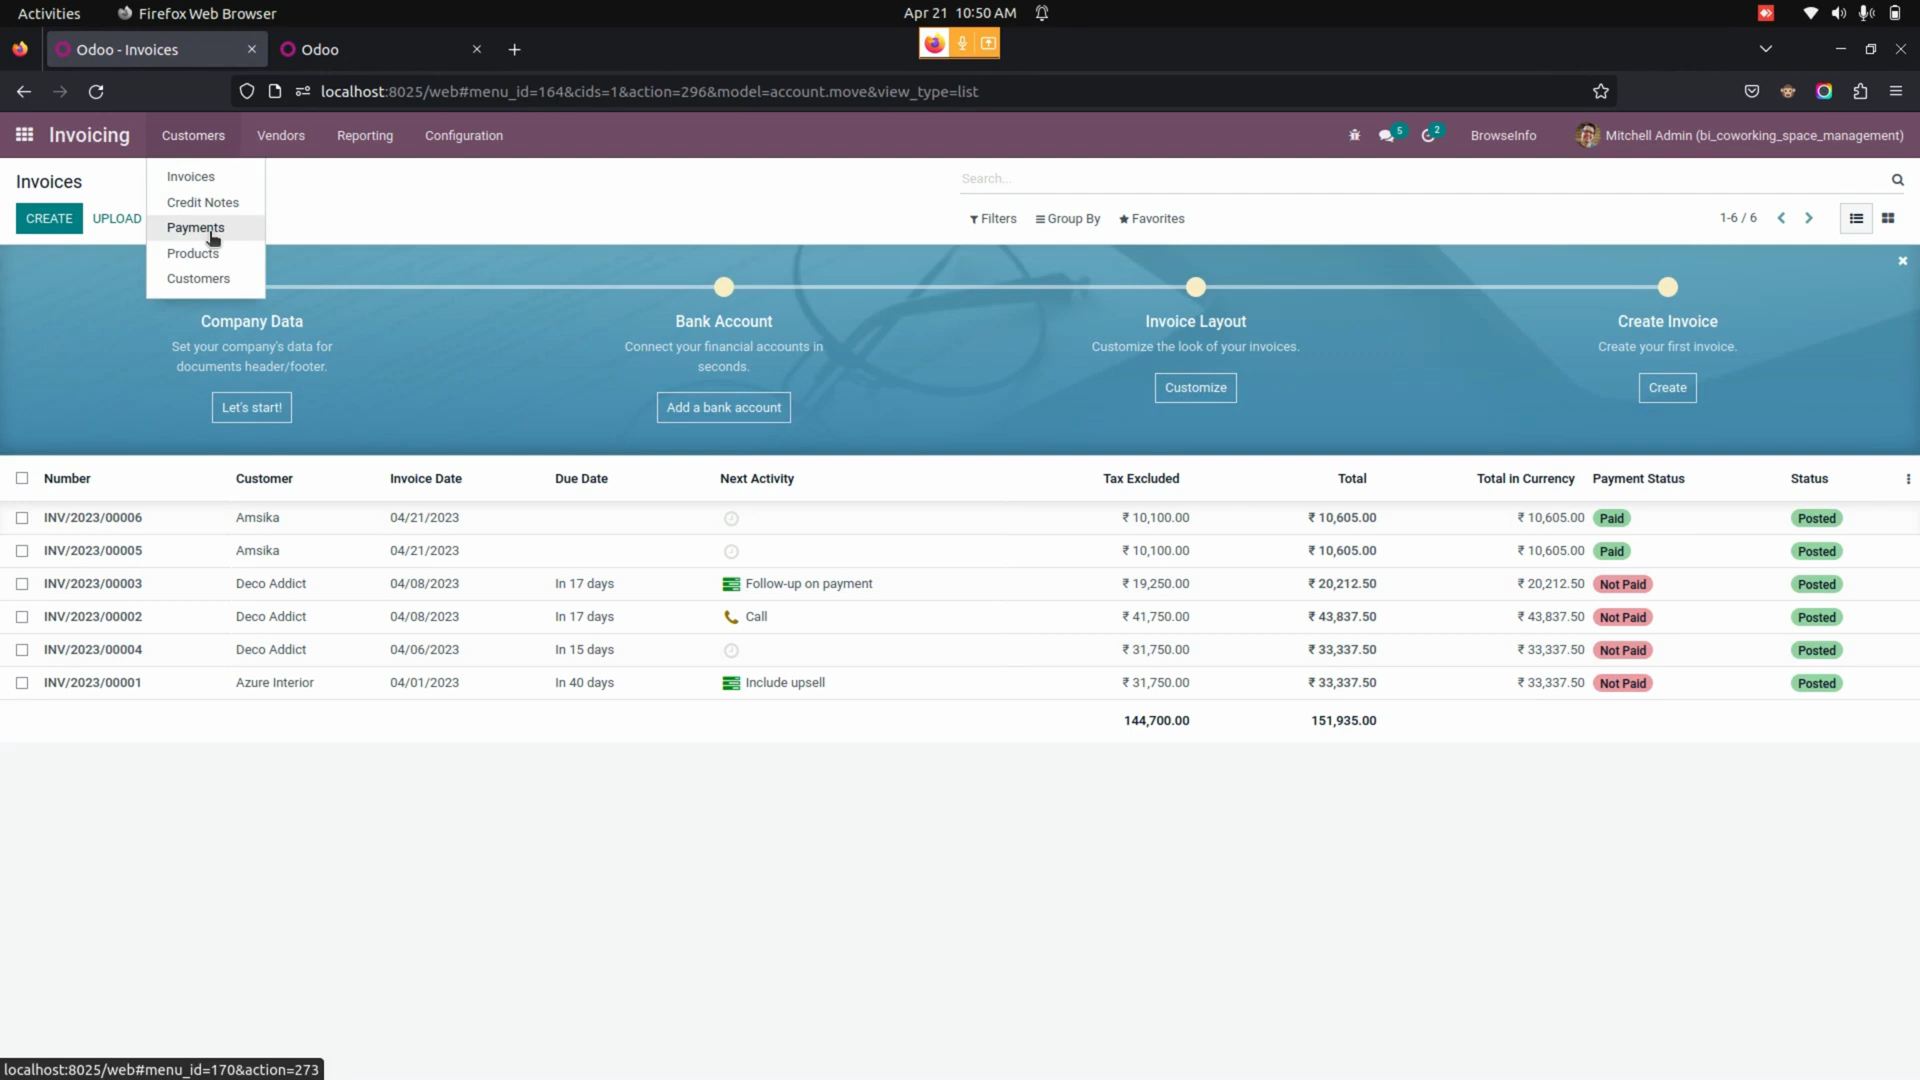 Activities Firefox Web Browser Apr 21 10:50 AM
Odoo - Invoices Odoo
localhost:8025/web#menu_id=164&cids=1&action=296&model=account.move&view_type=list
Invoicing Customers Vendors Reporting Configuration 5 2 BrowseInfo Mitchell Admin (bi_coworking_space_management)
Invoices
Credit Notes
Payments
Products
Customers
Invoices Search...
CREATE UPLOAD Filters Group By Favorites 1-6 / 6
Company Data
Set your company's data for
documents header/footer.
Let's start!
Bank Account
Connect your financial accounts in
seconds.
Add a bank account
Invoice Layout
Customize the look of your invoices.
Customize
Create Invoice
Create your first invoice.
Create
Number Customer Invoice Date Due Date Next Activity Tax Excluded Total Total in Currency Payment Status Status
INV/2023/00006 Amsika 04/21/2023 ₹ 10,100.00 ₹ 10,605.00 ₹ 10,605.00 Paid Posted
INV/2023/00005 Amsika 04/21/2023 ₹ 10,100.00 ₹ 10,605.00 ₹ 10,605.00 Paid Posted
INV/2023/00003 Deco Addict 04/08/2023 In 17 days Follow-up on payment ₹ 19,250.00 ₹ 20,212.50 ₹ 20,212.50 Not Paid Posted
INV/2023/00002 Deco Addict 04/08/2023 In 17 days Call ₹ 41,750.00 ₹ 43,837.50 ₹ 43,837.50 Not Paid Posted
INV/2023/00004 Deco Addict 04/06/2023 In 15 days ₹ 31,750.00 ₹ 33,337.50 ₹ 33,337.50 Not Paid Posted
INV/2023/00001 Azure Interior 04/01/2023 In 40 days Include upsell ₹ 31,750.00 ₹ 33,337.50 ₹ 33,337.50 Not Paid Posted
144,700.00 151,935.00
localhost:8025/web#menu_id=170&action=273